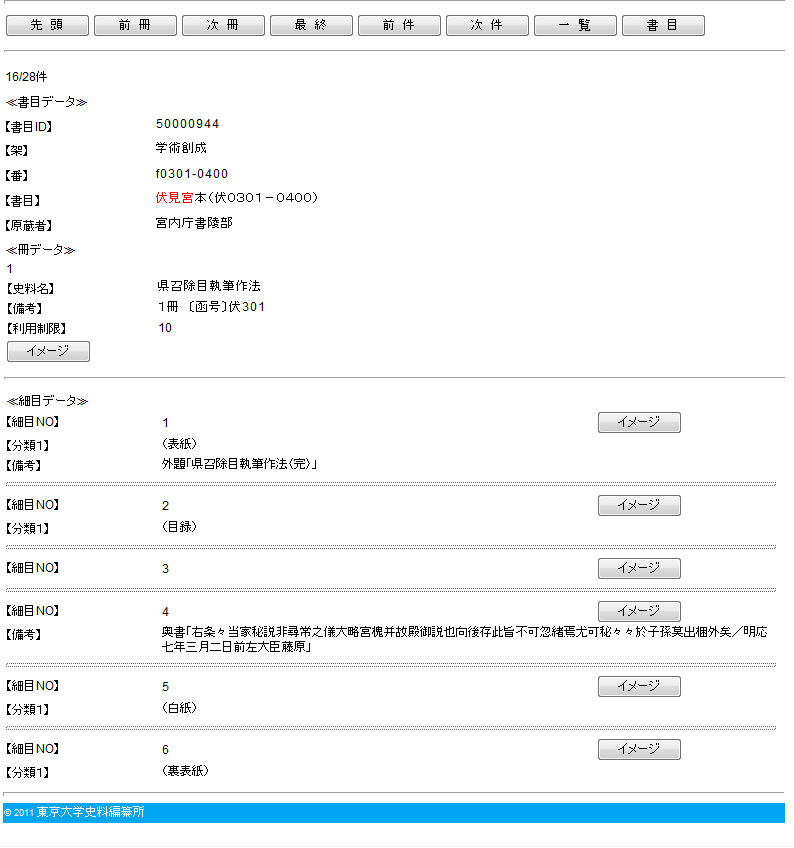 先 頭 前 冊 次 冊 最 終 前 件 次 件 一 覧 書 目
16/28件
≪書目データ≫
【書目ID】 50000944
【架】 学術創成
【番】 f0301-0400
【書目】 伏見宮本(伏0301－0400)
【原蔵者】 宮内庁書陵部
≪冊データ≫
1
【史料名】 県召除目執筆作法
【備考】 1冊 〔函号〕伏301
【利用制限】 10
イメージ
≪細目データ≫
【細目NO】 1 イメージ
【分類1】 (表紙)
【備考】 外題「県召除目執筆作法(完)」
【細目NO】 2 イメージ
【分類1】 (目録)
【細目NO】 3 イメージ
【細目NO】 4 イメージ
【備考】 奥書「右条々当家秘説非尋常之儀大略宮槐并故殿御説也向後存此旨不可忽緒焉尤可秘々々於子孫莫出梱外矣／明応
七年三月二日前左大臣藤原」
【細目NO】 5 イメージ
【分類1】 (白紙)
【細目NO】 6 イメージ
【分類1】 (裏表紙)
© 2011 東京大学史料編纂所